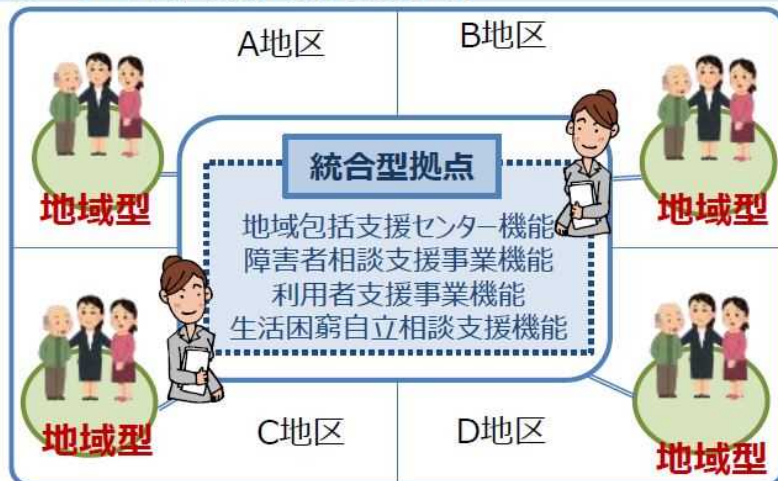 A地区
B地区
地域型
地域型
統合型拠点
地域包括支援センター機能
障害者相談支援事業機能
利用者支援事業機能
生活困窮自立相談支援機能
地域型
C地区
D地区
地域型